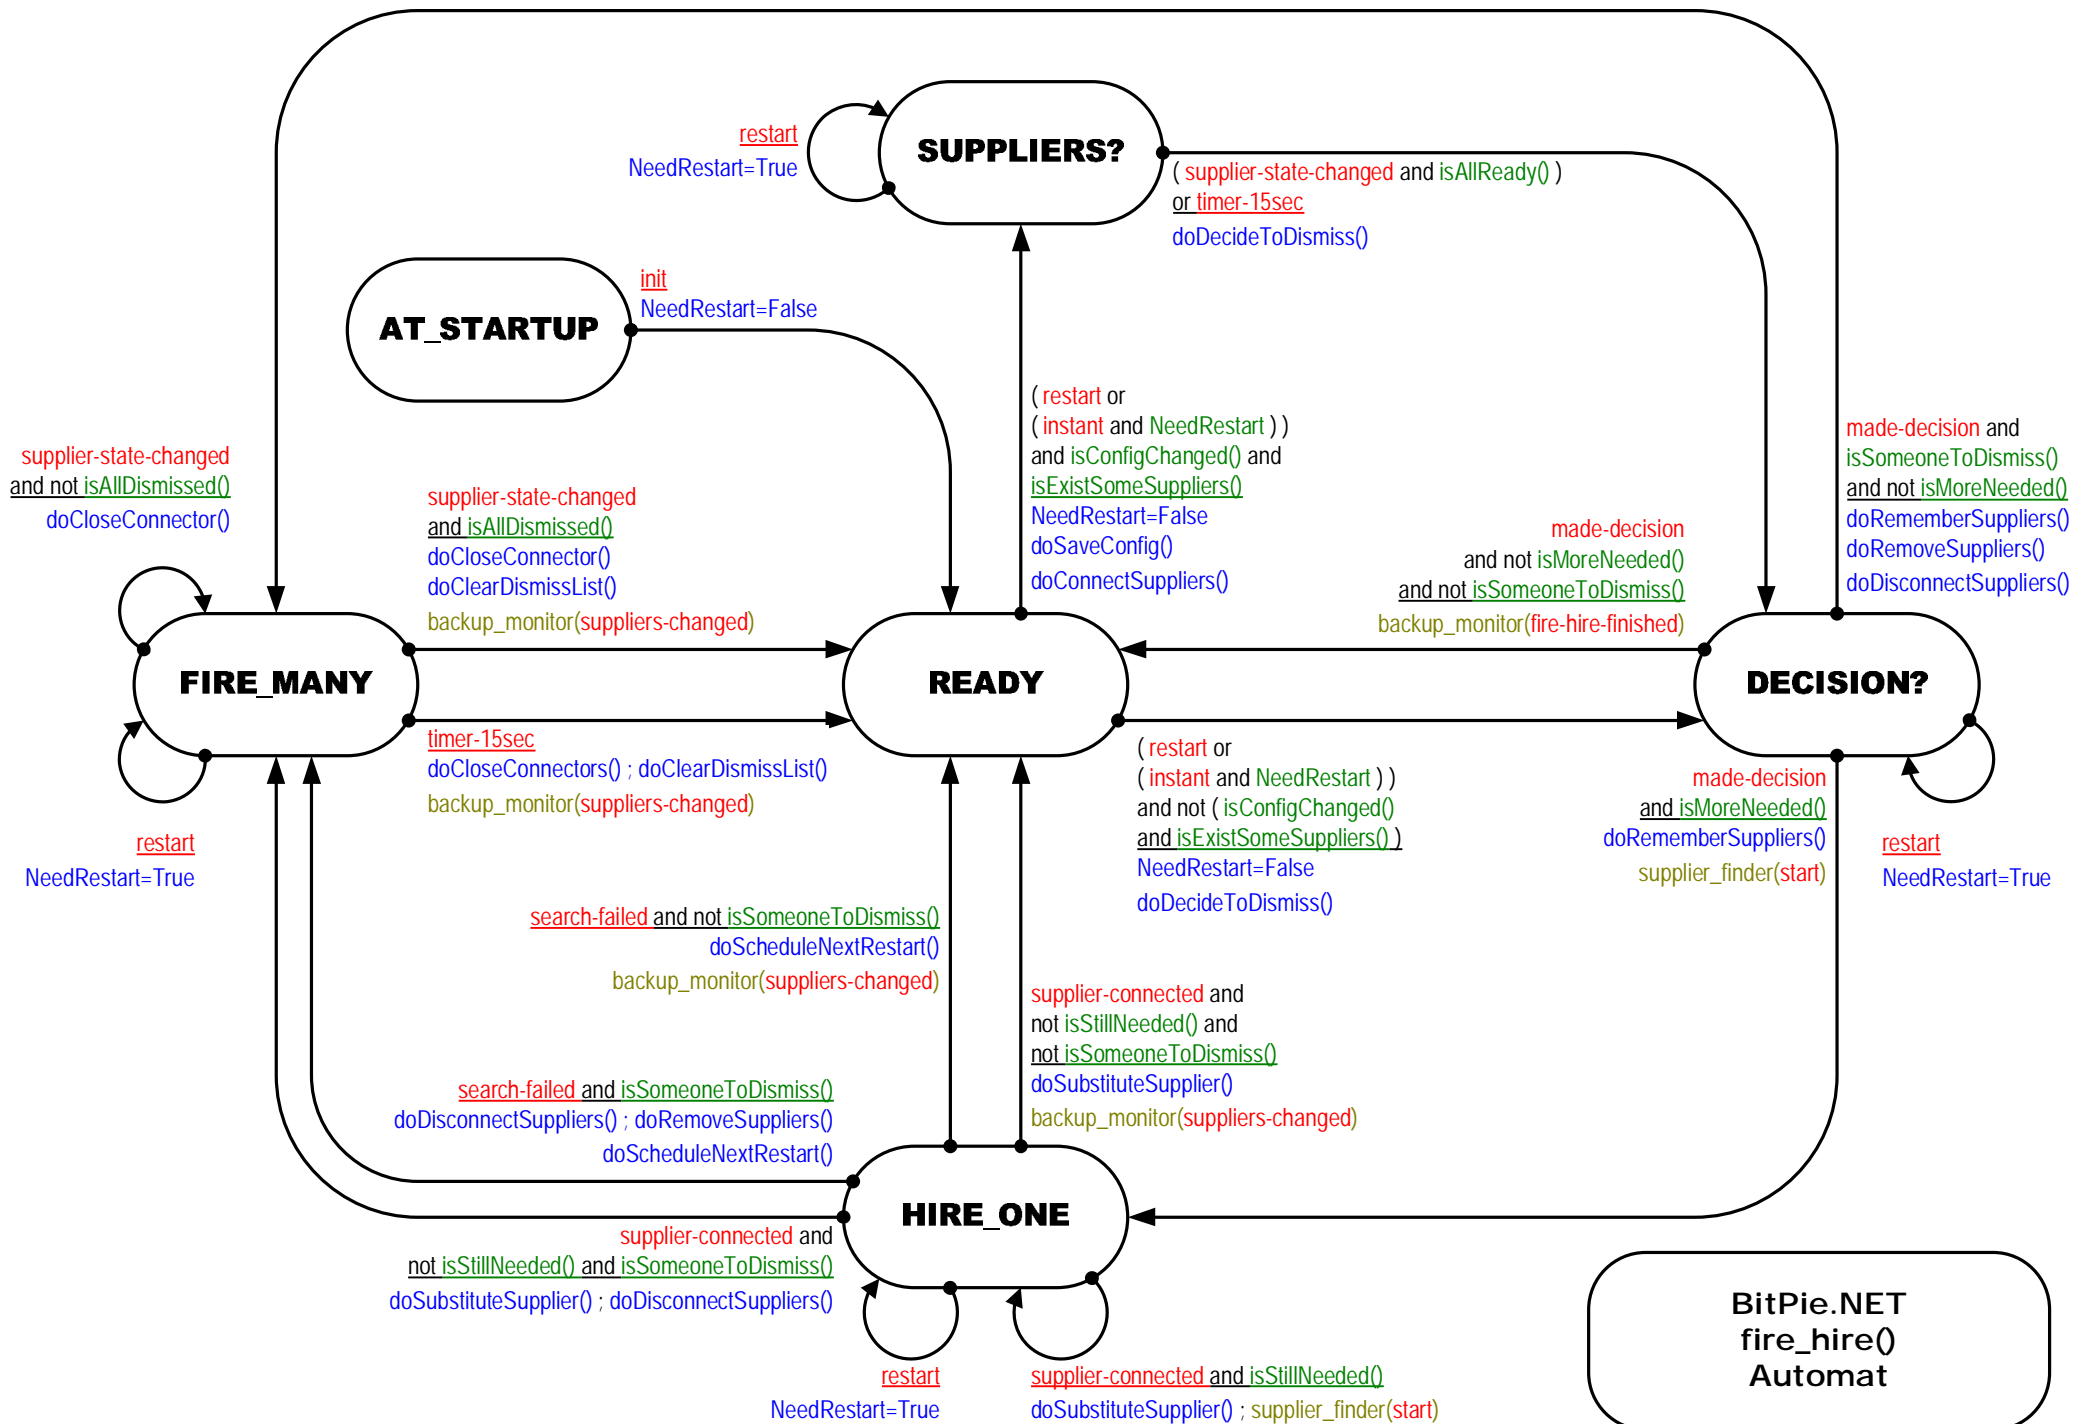 restart
NeedRestart=True
SUPPLIERS?
( supplier-state-changed and isAllReady() )
or timer-15sec
doDecideToDismiss()
AT_STARTUP
init
NeedRestart=False
( restart or
( instant and NeedRestart ) )
and isConfigChanged() and
isExistSomeSuppliers()
NeedRestart=False
doSaveConfig()
doConnectSuppliers()
made-decision and
isSomeoneToDismiss()
and not isMoreNeeded()
doRememberSuppliers()
doRemoveSuppliers()
doDisconnectSuppliers()
supplier-state-changed
and not isAllDismissed()
doCloseConnector()
supplier-state-changed
and isAllDismissed()
doCloseConnector()
doClearDismissList()
backup_monitor(suppliers-changed)
made-decision
and not isMoreNeeded()
and not isSomeoneToDismiss()
backup_monitor(fire-hire-finished)
FIRE_MANY
READY
DECISION?
timer-15sec
doCloseConnectors() ; doClearDismissList()
backup_monitor(suppliers-changed)
( restart or
( instant and NeedRestart ) )
and not ( isConfigChanged()
and isExistSomeSuppliers() )
NeedRestart=False
doDecideToDismiss()
made-decision
and isMoreNeeded()
doRememberSuppliers()
supplier_finder(start)
restart
NeedRestart=True
restart
NeedRestart=True
search-failed and not isSomeoneToDismiss()
doScheduleNextRestart()
backup_monitor(suppliers-changed)
supplier-connected and
not isStillNeeded() and
not isSomeoneToDismiss()
doSubstituteSupplier()
backup_monitor(suppliers-changed)
search-failed and isSomeoneToDismiss()
doDisconnectSuppliers() ; doRemoveSuppliers()
doScheduleNextRestart()
HIRE_ONE
supplier-connected and
not isStillNeeded() and isSomeoneToDismiss()
doSubstituteSupplier() ; doDisconnectSuppliers()
restart
NeedRestart=True
supplier-connected and isStillNeeded()
doSubstituteSupplier() ; supplier_finder(start)
BitPie.NET
fire_hire()
Automat